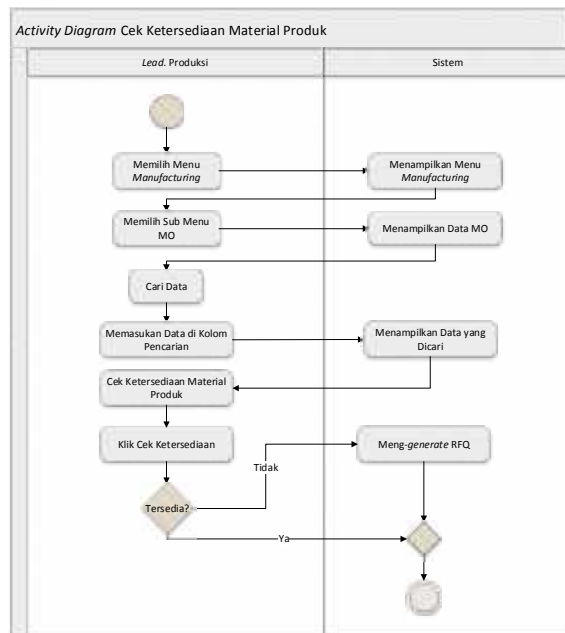 Activity Diagram Cek Ketersediaan Material Produk
Lead. Produksi
Sistem
Memilih Menu
Manufacturing
Menampilkan Menu
Manufacturing
Memilih Sub Menu
MO
Menampilkan Data MO
Cari Data
Memasukan Data di Kolom
Pencarian
Menampilkan Data yang
Dicari
Cek Ketersediaan Material
Produk
Klik Cek Ketersediaan
Meng-generate RFQ
Tidak
Tersedia?
Ya